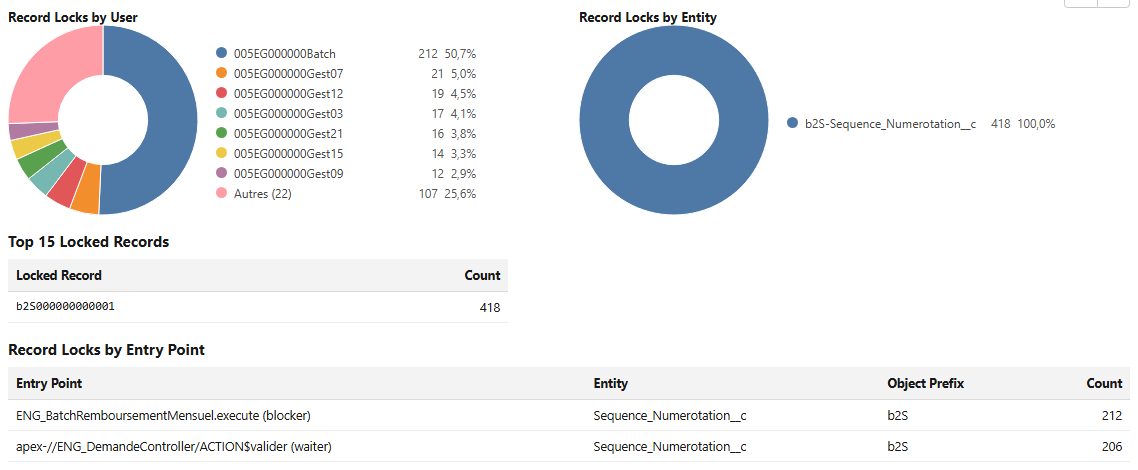 Record Locks by User
005EG000000Batch 212 50,7%
005EG000000Gest07 21 5,0%
005EG000000Gest12 19 4,5%
005EG000000Gest03 17 4,1%
005EG000000Gest21 16 3,8%
005EG000000Gest15 14 3,3%
005EG000000Gest09 12 2,9%
Autres (22) 107 25,6%
Record Locks by Entity
b2S-Sequence_Numerotation__c 418 100,0%
Top 15 Locked Records
Locked Record Count
b2S000000000001 418
Record Locks by Entry Point
Entry Point Entity Object Prefix Count
ENG_BatchRemboursementMensuel.execute (blocker) Sequence_Numerotation__c b2S 212
apex-//ENG_DemandeController/ACTION$valider (waiter) Sequence_Numerotation__c b2S 206